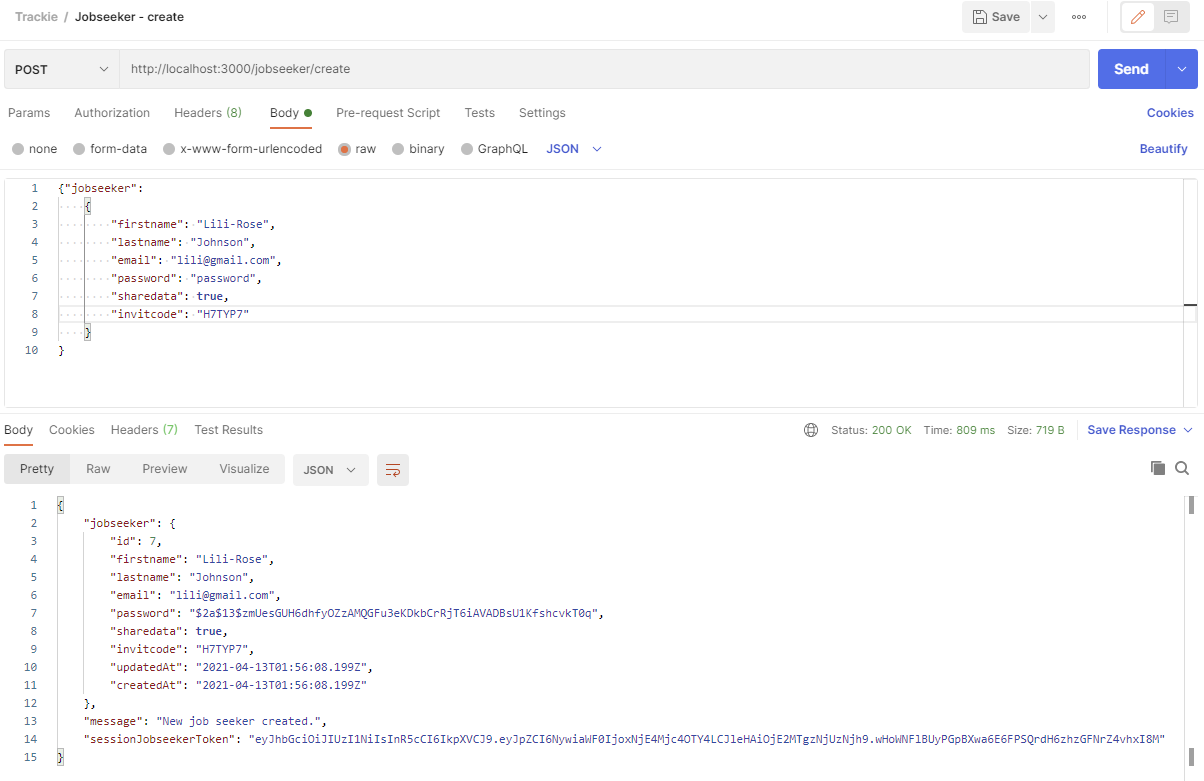 Trackie / Jobseeker - create
Save
POST http://localhost:3000/jobseeker/create Send
Params Authorization Headers (8) Body Pre-request Script Tests Settings Cookies
none form-data x-www-form-urlencoded raw binary GraphQL JSON Beautify
1 {"jobseeker":
2 {
3 "firstname": "Lili-Rose",
4 "lastname": "Johnson",
5 "email": "lili@gmail.com",
6 "password": "password",
7 "sharedata": true,
8 "invitcode": "H7TYP7"
9 }
10 }
Body Cookies Headers (7) Test Results Status: 200 OK Time: 809 ms Size: 719 B Save Response
Pretty Raw Preview Visualize JSON
1 {
2 "jobseeker": {
3 "id": 7,
4 "firstname": "Lili-Rose",
5 "lastname": "Johnson",
6 "email": "lili@gmail.com",
7 "password": "$2a$13$zmUesGUH6dhfyOZzAMQGFu3eKDkbCrRjT6iAVADBsU1KfshcvkT0q",
8 "sharedata": true,
9 "invitcode": "H7TYP7",
10 "updatedAt": "2021-04-13T01:56:08.199Z",
11 "createdAt": "2021-04-13T01:56:08.199Z"
12 },
13 "message": "New job seeker created.",
14 "sessionJobseekerToken": "eyJhbGciOiJIUzI1NiIsInR5cCI6IkpXVCJ9.eyJpZCI6NywiaWF0IjoxNjE4Mjc4OTY4LCJleHAiOjE2MTgzNjUzNjh9.wHoWNFlBUyPGpBXwa6E6FPSQrdH6zhzGFNrZ4vhxI8M"
15 }